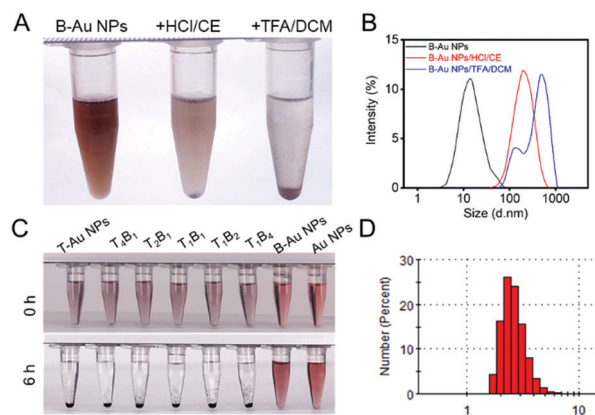 A
B-Au NPs +HCl/CE +TFA/DCM
B
B-Au NPs
B-Au NPs/HCl/CE
B-Au NPs/TFA/DCM
Intensity (%)
15
10
5
0
1 10 100 1000
Size (d.nm)
C
T-Au NPs T₄B₁ T₂B₁ T₁B₁ T₁B₂ T₁B₄ B-Au NPs Au NPs
0 h
6 h
D
Number (Percent)
30
20
10
0
1 10